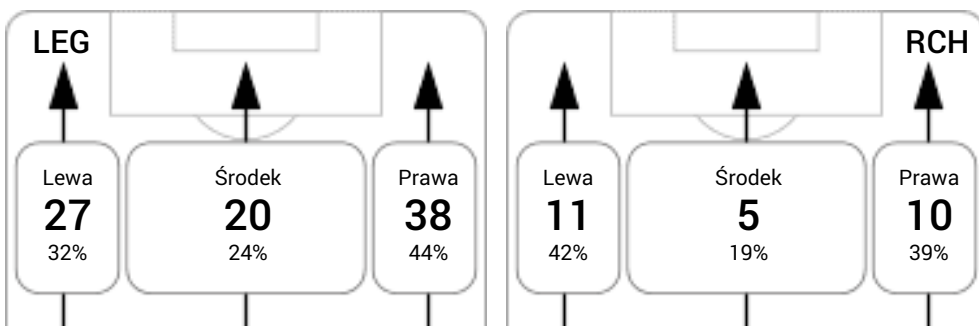 LEG
Lewa
27
32%
Środek
20
24%
Prawa
38
44%
RCH
Lewa
11
42%
Środek
5
19%
Prawa
10
39%